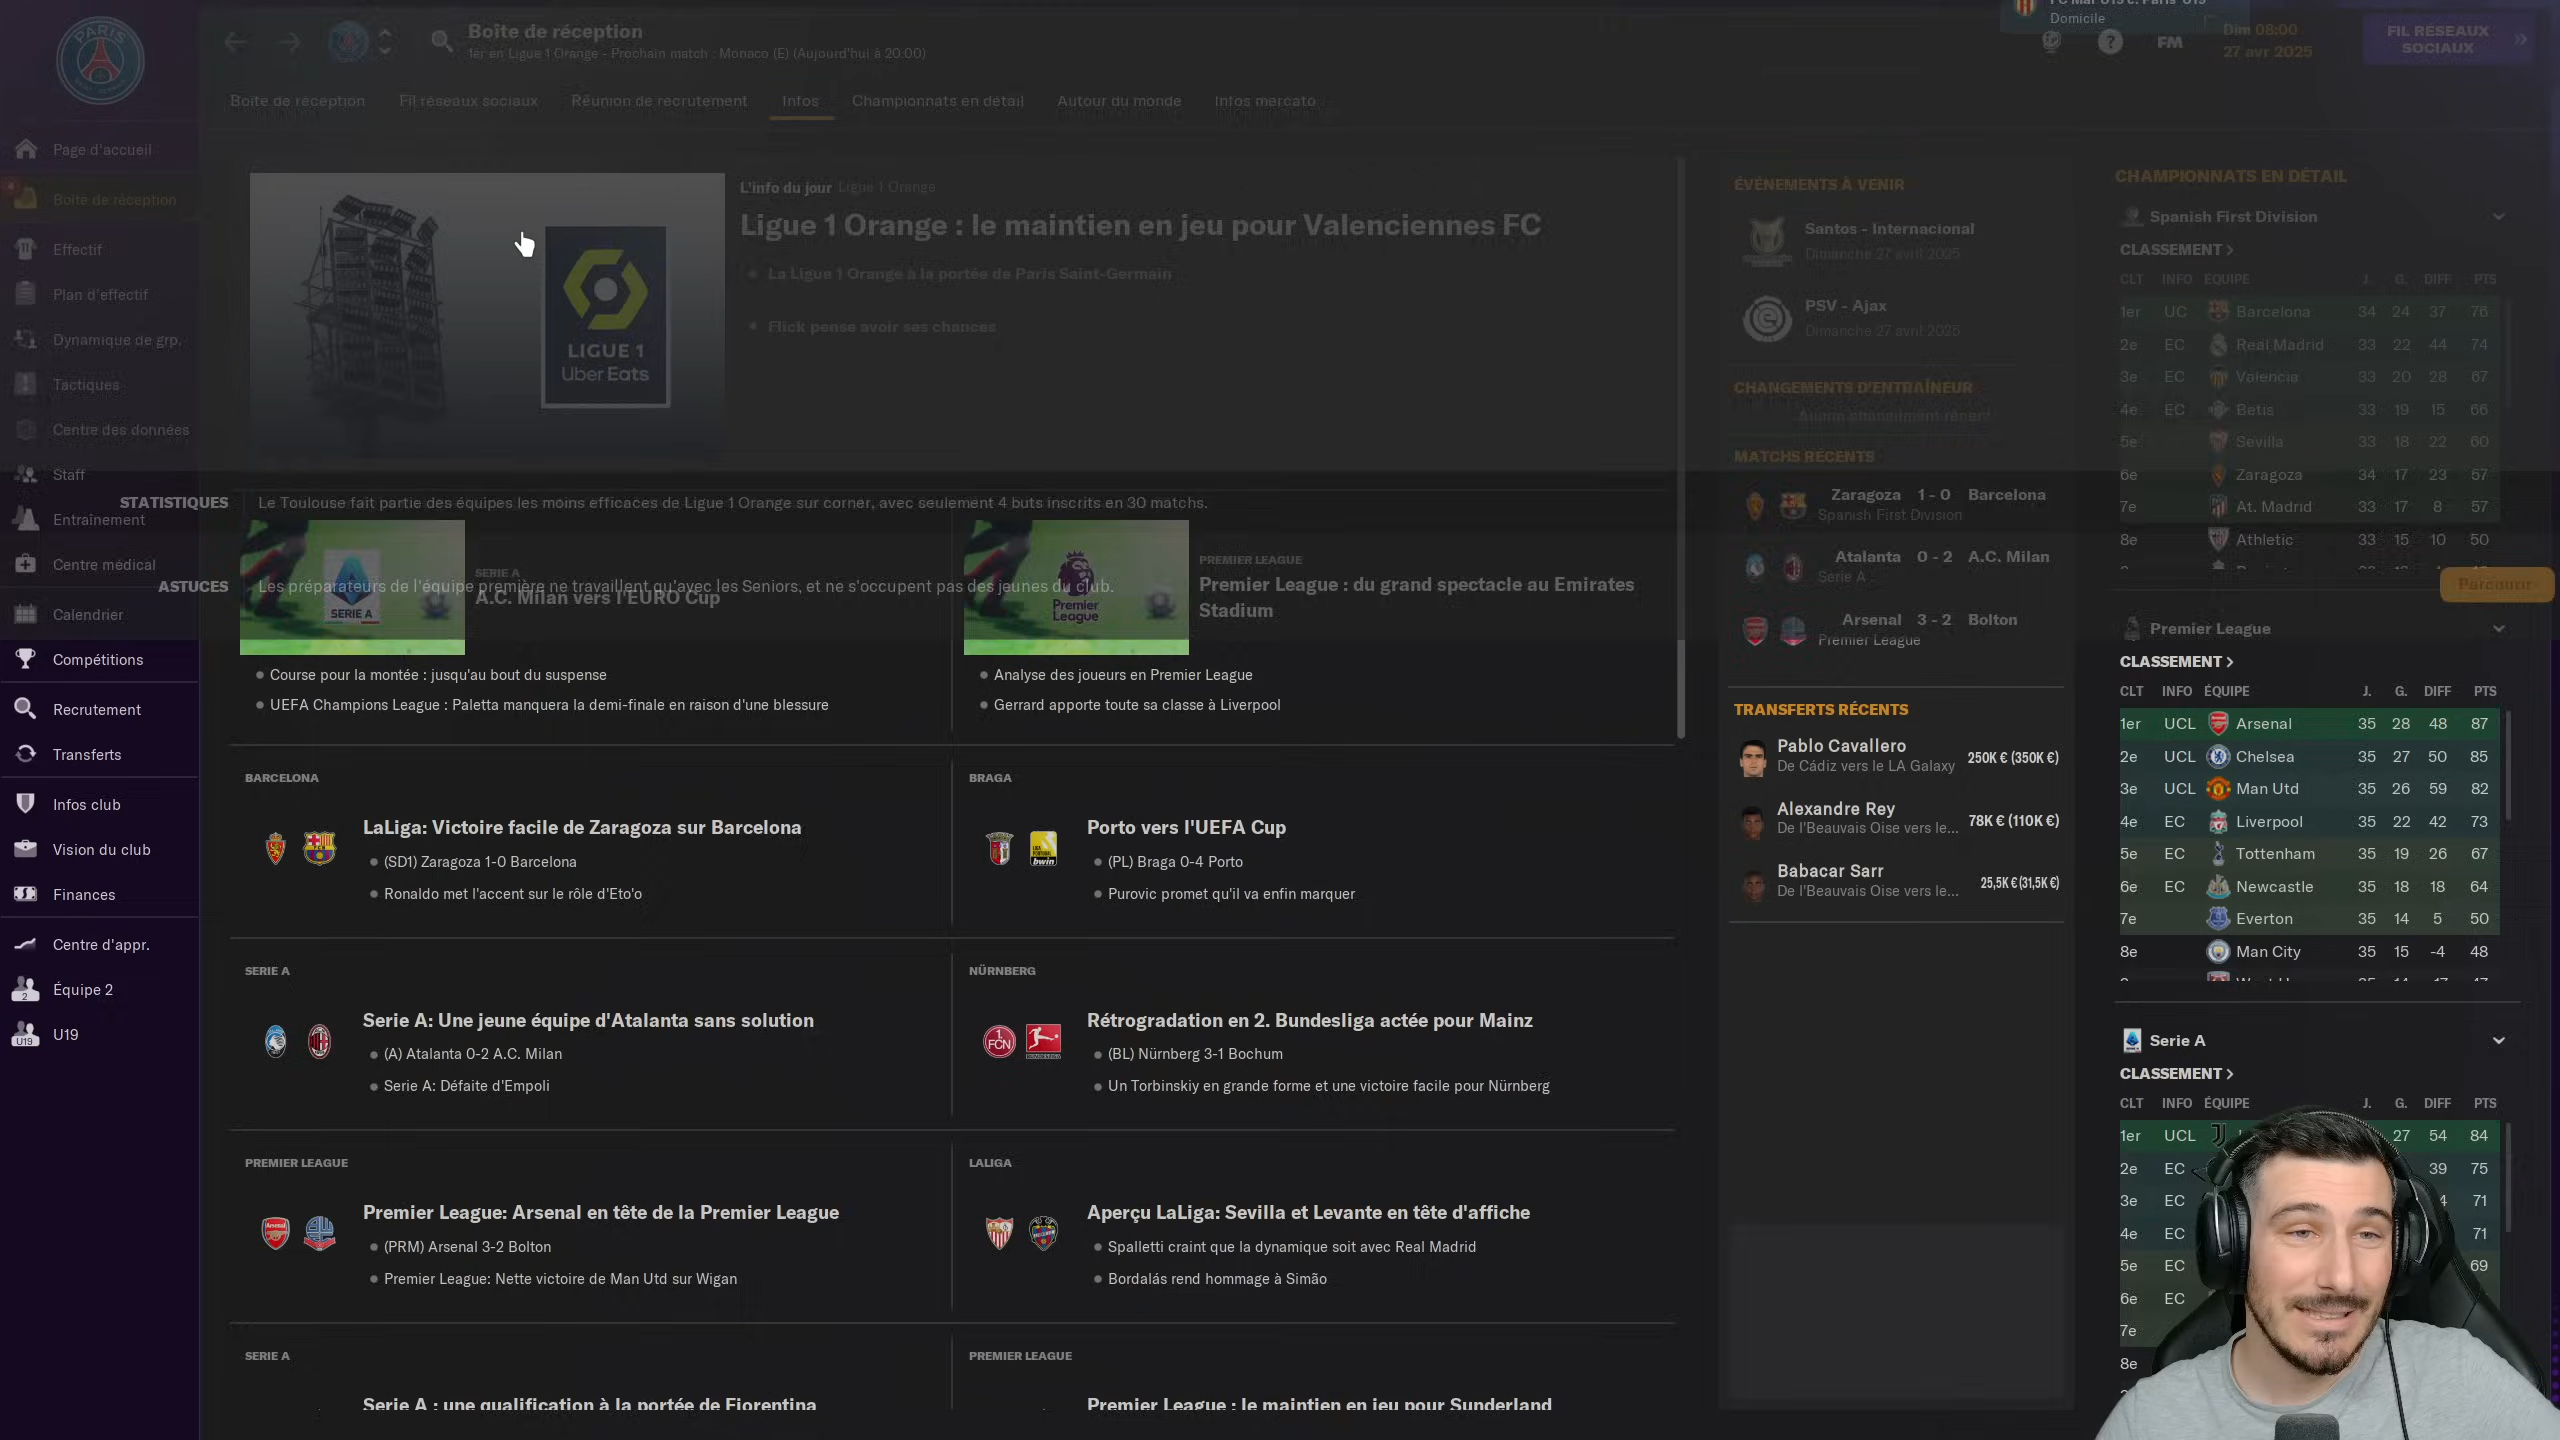 FC Mar U19 c. Paris U19
Domicile
Boîte de réception
1er en Ligue 1 Orange - Prochain match : Monaco (E) (Aujourd'hui à 20:00)
FM
Dim 08:00
27 avr 2025
FIL RÉSEAUX
SOCIAUX
Boîte de réception
Fil réseaux sociaux
Réunion de recrutement
Infos
Championnats en détail
Autour du monde
Infos mercato
PARIS
Page d'accueil
Boîte de réception
Effectif
Plan d'effectif
Dynamique de grp.
Tactiques
Centre des données
Staff
Entraînement
Centre médical
Calendrier
Compétitions
Recrutement
Transferts
Infos club
Vision du club
Finances
Centre d'appr.
Équipe 2
U19
LIGUE 1
Uber Eats
L'info du jour Ligue 1 Orange
Ligue 1 Orange : le maintien en jeu pour Valenciennes FC
La Ligue 1 Orange à la portée de Paris Saint-Germain
Flick pense avoir ses chances
STATISTIQUES
Le Toulouse fait partie des équipes les moins efficaces de Ligue 1 Orange sur corner, avec seulement 4 buts inscrits en 30 matchs.
ASTUCES
Les préparateurs de l'équipe première ne travaillent qu'avec les Seniors, et ne s'occupent pas des jeunes du club.
SERIE A
SERIE A
A.C. Milan vers l'EURO Cup
Course pour la montée : jusqu'au bout du suspense
UEFA Champions League : Paletta manquera la demi-finale en raison d'une blessure
Premier
League
PREMIER LEAGUE
Premier League : du grand spectacle au Emirates
Stadium
Analyse des joueurs en Premier League
Gerrard apporte toute sa classe à Liverpool
BARCELONA
LaLiga: Victoire facile de Zaragoza sur Barcelona
(SD1) Zaragoza 1-0 Barcelona
Ronaldo met l'accent sur le rôle d'Eto'o
BRAGA
Porto vers l'UEFA Cup
(PL) Braga 0-4 Porto
Purovic promet qu'il va enfin marquer
SERIE A
Serie A: Une jeune équipe d'Atalanta sans solution
(A) Atalanta 0-2 A.C. Milan
Serie A: Défaite d'Empoli
NÜRNBERG
Rétrogradation en 2. Bundesliga actée pour Mainz
(BL) Nürnberg 3-1 Bochum
Un Torbinskiy en grande forme et une victoire facile pour Nürnberg
PREMIER LEAGUE
Premier League: Arsenal en tête de la Premier League
(PRM) Arsenal 3-2 Bolton
Premier League: Nette victoire de Man Utd sur Wigan
LALIGA
Aperçu LaLiga: Sevilla et Levante en tête d'affiche
Spalletti craint que la dynamique soit avec Real Madrid
Bordalás rend hommage à Simão
SERIE A
Serie A : une qualification à la portée de Fiorentina
PREMIER LEAGUE
Premier League : le maintien en jeu pour Sunderland
ÉVÉNEMENTS À VENIR
Santos - Internacional
Dimanche 27 avril 2025
PSV - Ajax
Dimanche 27 avril 2025
CHANGEMENTS D'ENTRAÎNEUR
Aucun changement récent
MATCHS RÉCENTS
Zaragoza 1 - 0 Barcelona
Spanish First Division
Atalanta 0 - 2 A.C. Milan
Serie A
Arsenal 3 - 2 Bolton
Premier League
TRANSFERTS RÉCENTS
Pablo Cavallero
De Cádiz vers le LA Galaxy
250K € (350K €)
Alexandre Rey
De l'Beauvais Oise vers le...
78K € (110K €)
Babacar Sarr
De l'Beauvais Oise vers le...
25,5K € (31,5K €)
CHAMPIONNATS EN DÉTAIL
Spanish First Division
CLASSEMENT
CLT INFO ÉQUIPE J. G. DIFF PTS
1er UC Barcelona 34 24 37 76
2e EC Real Madrid 33 22 44 74
3e EC Valencia 33 20 28 67
4e EC Betis 33 19 15 66
5e Sevilla 33 18 22 60
6e Zaragoza 34 17 23 57
7e At. Madrid 33 17 8 57
8e Athletic 33 15 10 50
Parcourir
Premier League
CLASSEMENT
CLT INFO ÉQUIPE J. G. DIFF PTS
1er UCL Arsenal 35 28 48 87
2e UCL Chelsea 35 27 50 85
3e UCL Man Utd 35 26 59 82
4e EC Liverpool 35 22 42 73
5e EC Tottenham 35 19 26 67
6e EC Newcastle 35 18 18 64
7e Everton 35 14 5 50
8e Man City 35 15 -4 48
Serie A
CLASSEMENT
CLT INFO ÉQUIPE J. G. DIFF PTS
1er UCL 27 54 84
2e EC 39 75
3e EC 71
4e EC 71
5e EC 69
6e EC
7e
8e